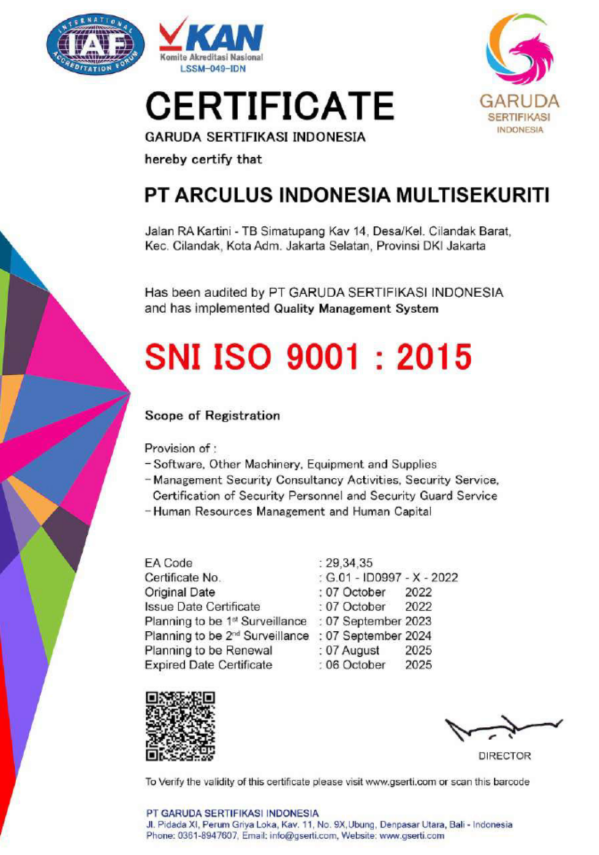 INTERNATIONAL
IAF
ACCREDITATION FORUM
KAN
Komite Akreditasi Nasional
LSSM-049-IDN
GARUDA
SERTIFIKASI
INDONESIA
CERTIFICATE
GARUDA SERTIFIKASI INDONESIA
hereby certify that
PT ARCULUS INDONESIA MULTISEKURITI
Jalan RA Kartini - TB Simatupang Kav 14, Desa/Kel. Cilandak Barat,
Kec. Cilandak, Kota Adm. Jakarta Selatan, Provinsi DKI Jakarta
Has been audited by PT GARUDA SERTIFIKASI INDONESIA
and has implemented Quality Management System
SNI ISO 9001 : 2015
Scope of Registration
Provision of :
- Software, Other Machinery, Equipment and Supplies
- Management Security Consultancy Activities, Security Service,
Certification of Security Personnel and Security Guard Service
- Human Resources Management and Human Capital
EA Code : 29,34,35
Certificate No. : G.01 - ID0997 - X - 2022
Original Date : 07 October 2022
Issue Date Certificate : 07 October 2022
Planning to be 1st Surveillance : 07 September 2023
Planning to be 2nd Surveillance : 07 September 2024
Planning to be Renewal : 07 August 2025
Expired Date Certificate : 06 October 2025
DIRECTOR
To Verify the validity of this certificate please visit www.gserti.com or scan this barcode
PT GARUDA SERTIFIKASI INDONESIA
Jl. Pidada XI, Perum Griya Loka, Kav. 11, No. 9X,Ubung, Denpasar Utara, Bali - Indonesia
Phone: 0361-8947607, Email: info@gserti.com, Website: www.gserti.com